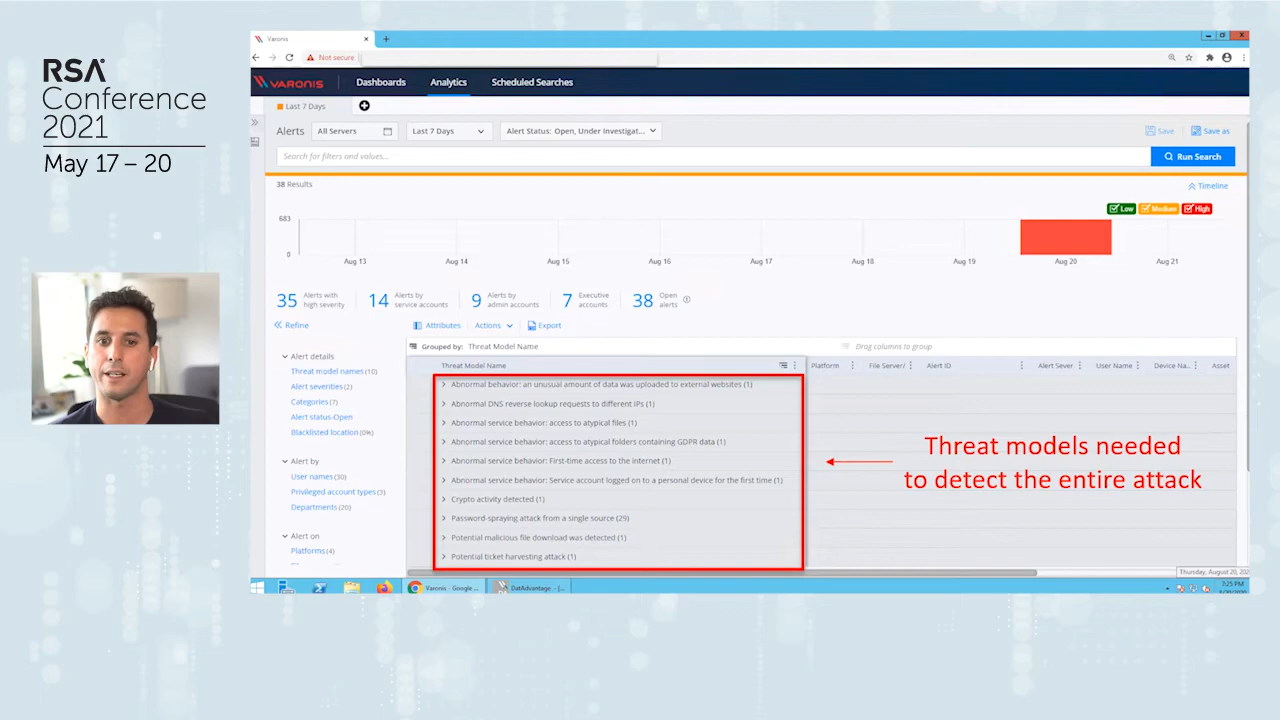 RSA
Conference
2021
May 17 – 20
Varonis
Not secure
VARONIS
Dashboards
Analytics
Scheduled Searches
Last 7 Days
Alerts
All Servers
Last 7 Days
Alert Status: Open, Under Investigat...
Save
Save as
Search for filters and values...
Run Search
38 Results
Timeline
Low
Medium
High
683
0
Aug 13
Aug 14
Aug 15
Aug 16
Aug 17
Aug 18
Aug 19
Aug 20
Aug 21
35 Alerts with high severity
14 Alerts by service accounts
9 Alerts by admin accounts
7 Executive accounts
38 Open alerts
Refine
Attributes
Actions
Export
Grouped by: Threat Model Name
Drag columns to group
Alert details
Threat model names (10)
Alert severities (2)
Categories (7)
Alert status-Open
Blacklisted location (0%)
Alert by
User names (30)
Privileged account types (3)
Departments (20)
Alert on
Platforms (4)
Threat Model Name
Platform
File Server/
Alert ID
Alert Sever
User Name
Device Na..
Asset
Abnormal behavior: an unusual amount of data was uploaded to external websites (1)
Abnormal DNS reverse lookup requests to different IPs (1)
Abnormal service behavior: access to atypical files (1)
Abnormal service behavior: access to atypical folders containing GDPR data (1)
Abnormal service behavior: First-time access to the internet (1)
Abnormal service behavior: Service account logged on to a personal device for the first time (1)
Crypto activity detected (1)
Password-spraying attack from a single source (29)
Potential malicious file download was detected (1)
Potential ticket harvesting attack (1)
Threat models needed
to detect the entire attack
Thursday, August 20, 202
Varonis - Google ...
DatAdvantage - [...
7:25 PM